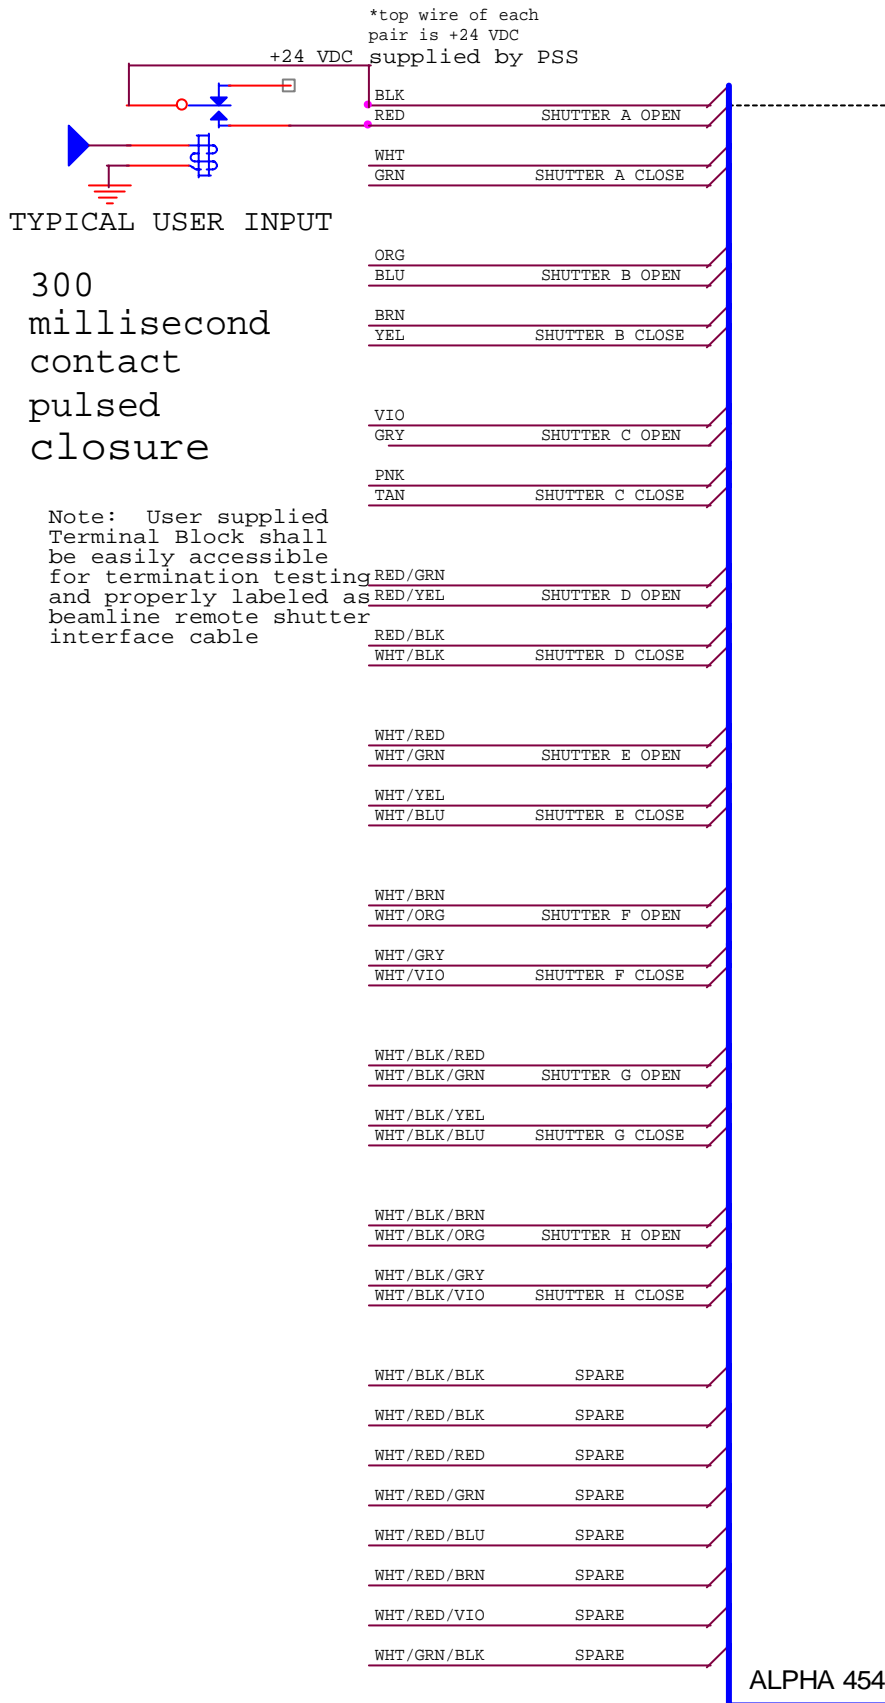 *top wire of each
pair is +24 VDC
+24 VDC supplied by PSS
BLK
RED SHUTTER A OPEN
WHT
GRN SHUTTER A CLOSE
TYPICAL USER INPUT
ORG
BLU SHUTTER B OPEN
300
millisecond
contact
pulsed
closure
BRN
YEL SHUTTER B CLOSE
VIO
GRY SHUTTER C OPEN
PNK
TAN SHUTTER C CLOSE
Note: User supplied
Terminal Block shall
be easily accessible
for termination testing
and properly labeled as
beamline remote shutter
interface cable
RED/GRN
RED/YEL SHUTTER D OPEN
RED/BLK
WHT/BLK SHUTTER D CLOSE
WHT/RED
WHT/GRN SHUTTER E OPEN
WHT/YEL
WHT/BLU SHUTTER E CLOSE
WHT/BRN
WHT/ORG SHUTTER F OPEN
WHT/GRY
WHT/VIO SHUTTER F CLOSE
WHT/BLK/RED
WHT/BLK/GRN SHUTTER G OPEN
WHT/BLK/YEL
WHT/BLK/BLU SHUTTER G CLOSE
WHT/BLK/BRN
WHT/BLK/ORG SHUTTER H OPEN
WHT/BLK/GRY
WHT/BLK/VIO SHUTTER H CLOSE
WHT/BLK/BLK SPARE
WHT/RED/BLK SPARE
WHT/RED/RED SPARE
WHT/RED/GRN SPARE
WHT/RED/BLU SPARE
WHT/RED/BRN SPARE
WHT/RED/VIO SPARE
WHT/GRN/BLK SPARE
ALPHA 454